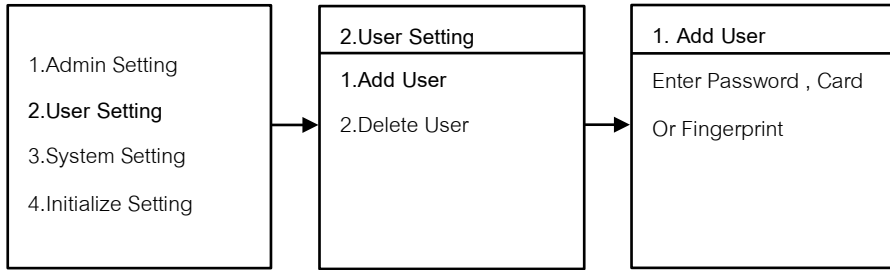 1.Admin Setting
2.User Setting
3.System Setting
4.Initialize Setting
2.User Setting
1.Add User
2.Delete User
1. Add User
Enter Password , Card
Or Fingerprint